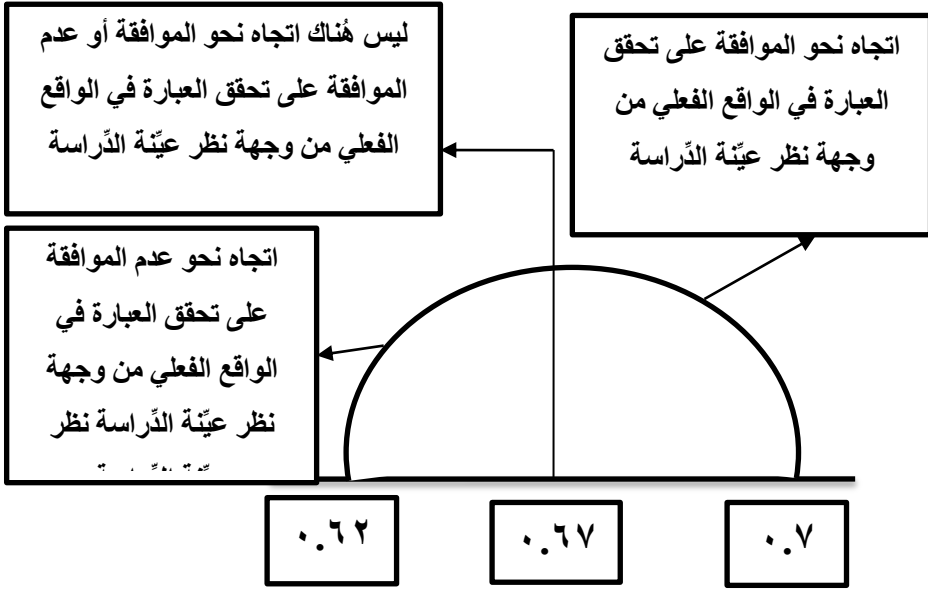 اتجاه نحو الموافقة على تحقق
العبارة في الواقع الفعلي من
وجهة نظر عيِّنة الدِّراسة
ليس هُناك اتجاه نحو الموافقة أو عدم
الموافقة على تحقق العبارة في الواقع
الفعلي من وجهة نظر عيِّنة الدِّراسة
اتجاه نحو عدم الموافقة
على تحقق العبارة في
الواقع الفعلي من وجهة
نظر عيِّنة الدِّراسة نظر
٠.٧
٠.٦٧
٠.٦٢